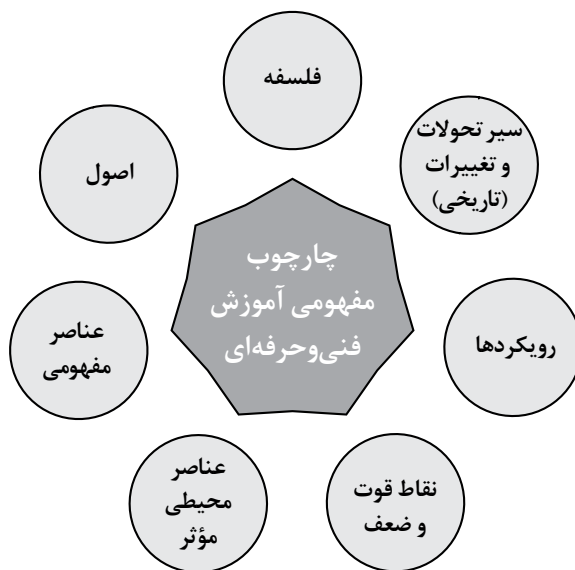 فلسفه
سیر تحولات
و تغییرات
(تاریخی)
اصول
چارچوب
مفهومی آموزش
فنی‌وحرفه‌ای
رویکردها
عناصر
مفهومی
نقاط قوت
و ضعف
عناصر
محیطی
مؤثر